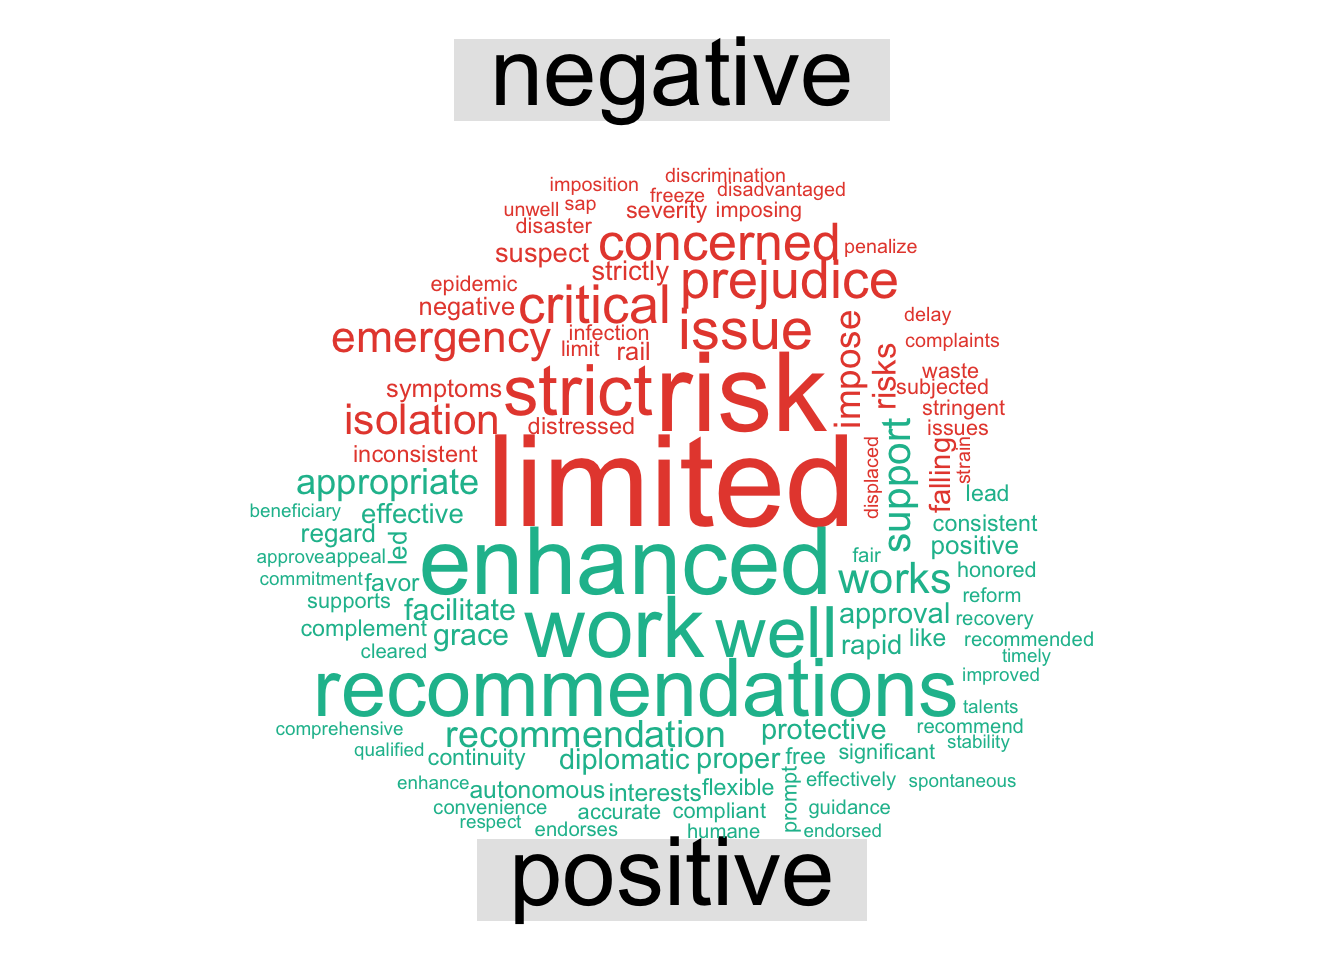 negative
discrimination
imposition
freeze disadvantaged
unwell sap severity imposing
disaster
suspect concerned penalize
strictly prejudice
epidemic
negative critical issue impose delay
emergency infection complaints
limit rail
risks waste
symptoms strict risk subjected
isolation distressed stringent
issues
inconsistent limited displaced support falling strain
appropriate lead
beneficiary effective consistent
regard led enhanced fair positive
approve appeal works honored
commitment favor
supports facilitate work well approval reform
complement grace rapid like recovery
cleared recommended
timely
recommendations improved
talents
comprehensive recommendation protective recommend
qualified continuity diplomatic proper free significant stability
enhance autonomous interests flexible prompt effectively spontaneous
convenience accurate compliant guidance
respect endorses humane endorsed
positive